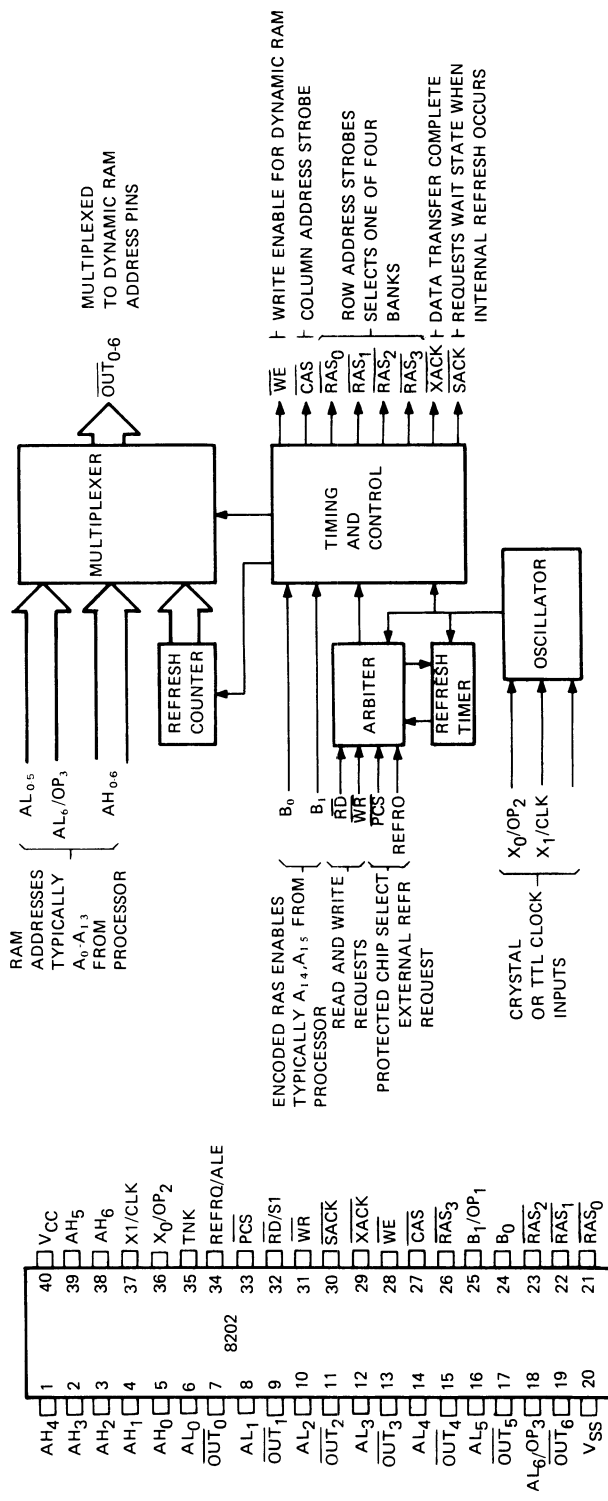 AH4 1
AH3 2
AH2 3
AH1 4
AH0 5
AL0 6
OUT0 7
AL1 8
OUT1 9
AL2 10
OUT2 11
AL3 12
OUT3 13
AL4 14
OUT4 15
AL5 16
OUT5 17
AL6/OP3 18
OUT6 19
VSS 20
8202
40 VCC
39 AH5
38 AH6
37 X1/CLK
36 X0/OP2
35 TNK
34 REFRQ/ALE
33 PCS
32 RD/S1
31 WR
30 SACK
29 XACK
28 WE
27 CAS
26 RAS3
25 B1/OP1
24 B0
23 RAS2
22 RAS1
21 RAS0
RAM
ADDRESSES
TYPICALLY
A0-A13
FROM
PROCESSOR
AL0-5
AL6/OP3
AH0-6
REFRESH
COUNTER
MULTIPLEXER
OUT0-6
MULTIPLEXED
TO DYNAMIC RAM
ADDRESS PINS
ENCODED RAS ENABLES
TYPICALLY A14,A15 FROM
PROCESSOR
READ AND WRITE
REQUESTS
PROTECTED CHIP SELECT
EXTERNAL REFR
REQUEST
B0
B1
RD
WR
PCS
REFRO
ARBITER
REFRESH
TIMER
TIMING
AND
CONTROL
WE
CAS
RAS0
RAS1
RAS2
RAS3
XACK
SACK
WRITE ENABLE FOR DYNAMIC RAM
COLUMN ADDRESS STROBE
ROW ADDRESS STROBES
SELECTS ONE OF FOUR
BANKS
DATA TRANSFER COMPLETE
REQUESTS WAIT STATE WHEN
INTERNAL REFRESH OCCURS
CRYSTAL
OR TTL CLOCK
INPUTS
X0/OP2
X1/CLK
OSCILLATOR